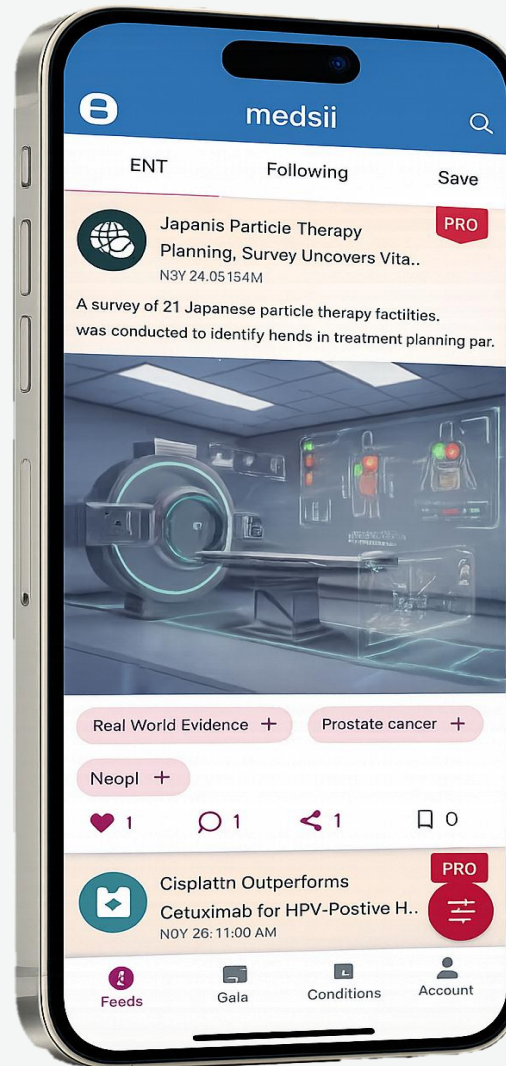 medsii
ENT Following Save
Japanis Particle Therapy
Planning, Survey Uncovers Vita..
PRO
N3Y 24.05154M
A survey of 21 Japanese particle therapy factilties.
was conducted to identify hends in treatment planning par.
Real World Evidence +
Prostate cancer +
Neopl +
1 1 1 0
Cisplattn Outperforms
Cetuximab for HPV-Postive H..
PRO
N0Y 26:11:00 AM
Feeds Gala Conditions Account